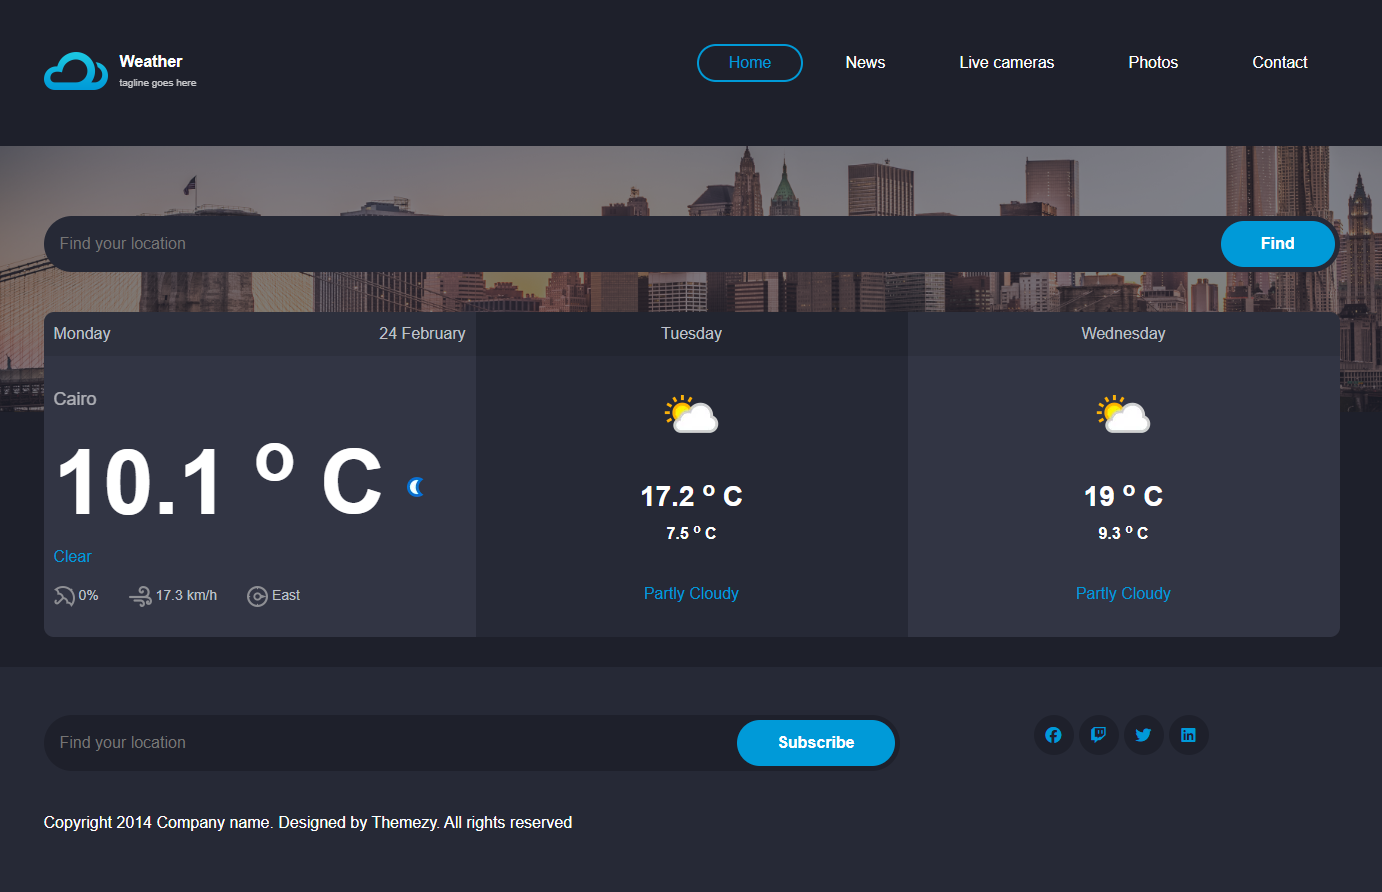 Weather
tagline goes here
Home
News
Live cameras
Photos
Contact
Find your location
Find
Monday
24 February
Tuesday
Wednesday
Cairo
10.1 o C
Clear
0%
17.3 km/h
East
17.2 o C
7.5 o C
Partly Cloudy
19 o C
9.3 o C
Partly Cloudy
Find your location
Subscribe
Copyright 2014 Company name. Designed by Themezy. All rights reserved